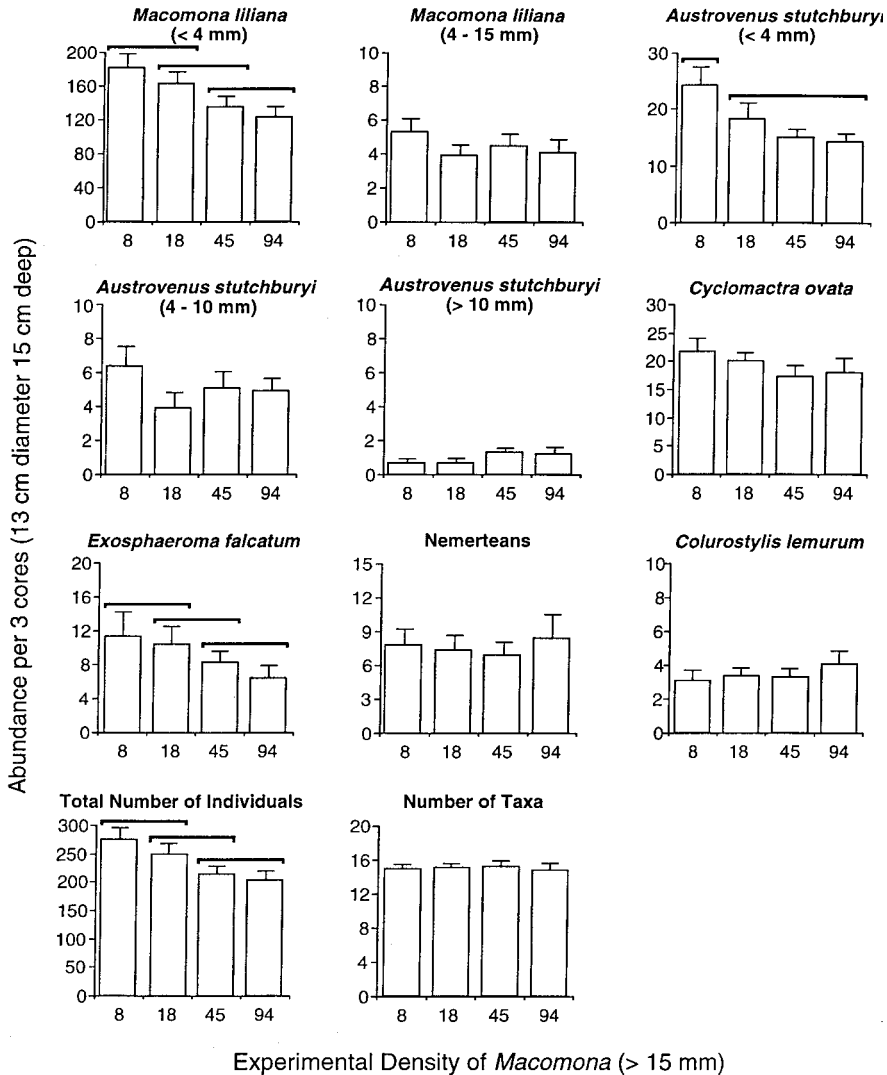 Macomona liliana
(< 4 mm)
200
160
120
80
40
0
8 18 45 94
Macomona liliana
(4 - 15 mm)
10
8
6
4
2
0
8 18 45 94
Austrovenus stutchburyi
(< 4 mm)
30
20
10
0
8 18 45 94
Austrovenus stutchburyi
(4 - 10 mm)
10
8
6
4
2
0
8 18 45 94
Austrovenus stutchburyi
(> 10 mm)
10
8
6
4
2
0
8 18 45 94
Cyclomactra ovata
30
25
20
15
10
5
0
8 18 45 94
Exosphaeroma falcatum
20
16
12
8
4
0
8 18 45 94
Nemerteans
15
12
9
6
3
0
8 18 45 94
Colurostylis lemurum
10
8
6
4
2
0
8 18 45 94
Total Number of Individuals
300
250
200
150
100
50
0
8 18 45 94
Number of Taxa
20
16
12
8
4
0
8 18 45 94
Abundance per 3 cores (13 cm diameter 15 cm deep)
Experimental Density of Macomona (> 15 mm)